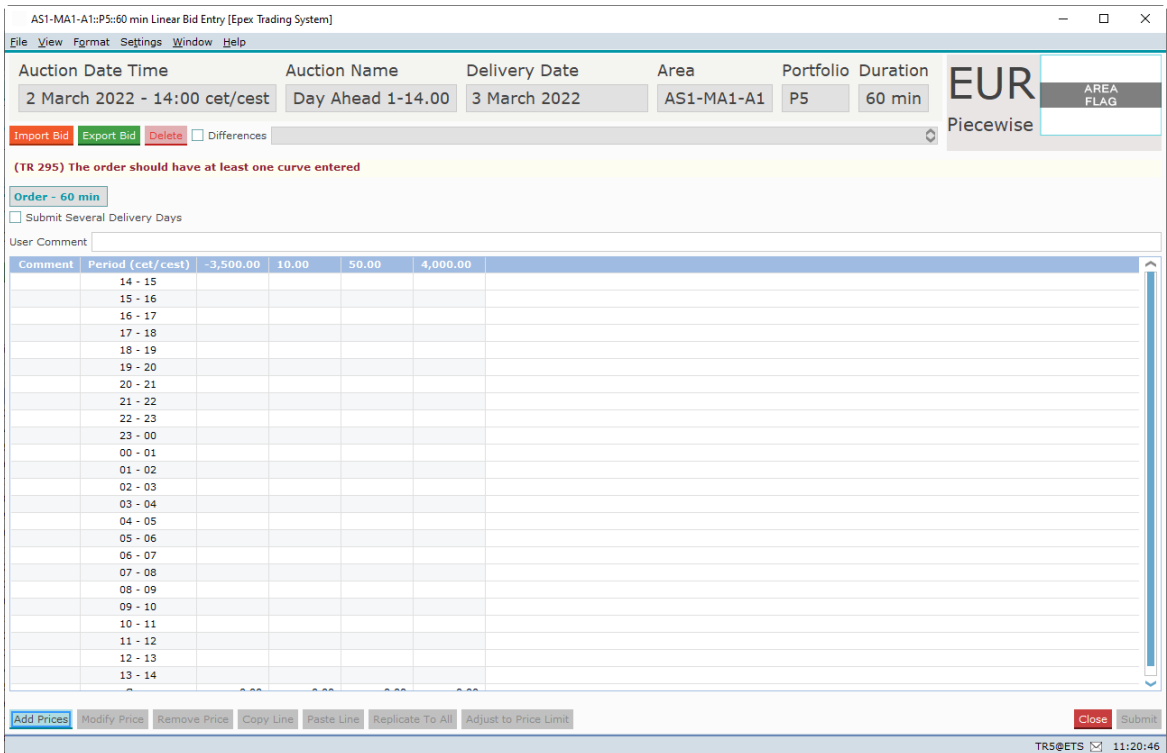 AS1-MA1-A1::P5::60 min Linear Bid Entry [Epex Trading System]
File View Format Settings Window Help
Auction Date Time Auction Name Delivery Date Area Portfolio Duration
2 March 2022 - 14:00 cet/cest Day Ahead 1-14.00 3 March 2022 AS1-MA1-A1 P5 60 min
EUR
Piecewise
AREA
FLAG
Import Bid Export Bid Delete Differences
(TR 295) The order should have at least one curve entered
Order - 60 min
Submit Several Delivery Days
User Comment
Comment Period (cet/cest) -3,500.00 10.00 50.00 4,000.00
14 - 15
15 - 16
16 - 17
17 - 18
18 - 19
19 - 20
20 - 21
21 - 22
22 - 23
23 - 00
00 - 01
01 - 02
02 - 03
03 - 04
04 - 05
05 - 06
06 - 07
07 - 08
08 - 09
09 - 10
10 - 11
11 - 12
12 - 13
13 - 14
Add Prices Modify Price Remove Price Copy Line Paste Line Replicate To All Adjust to Price Limit Close Submit
TR5@ETS 11:20:46